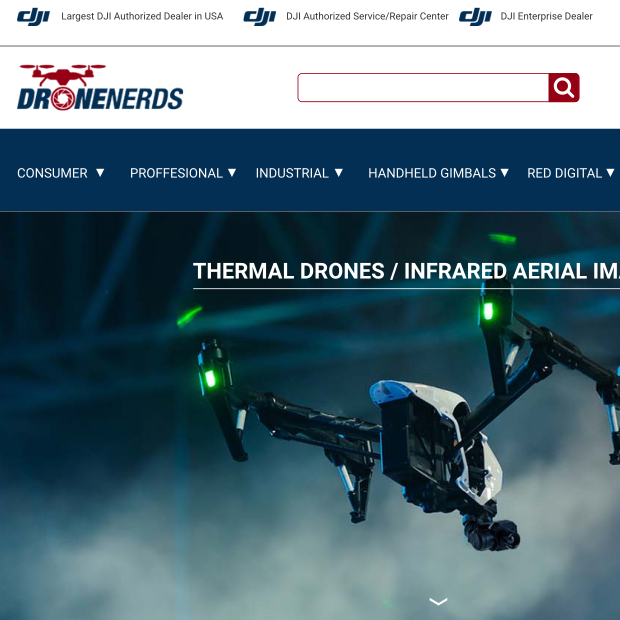 dji Largest DJI Authorized Dealer in USA dji DJI Authorized Service/Repair Center dji DJI Enterprise Dealer
DRONENERDS
CONSUMER ▼ PROFFESIONAL ▼ INDUSTRIAL ▼ HANDHELD GIMBALS ▼ RED DIGITAL ▼
THERMAL DRONES / INFRARED AERIAL IM